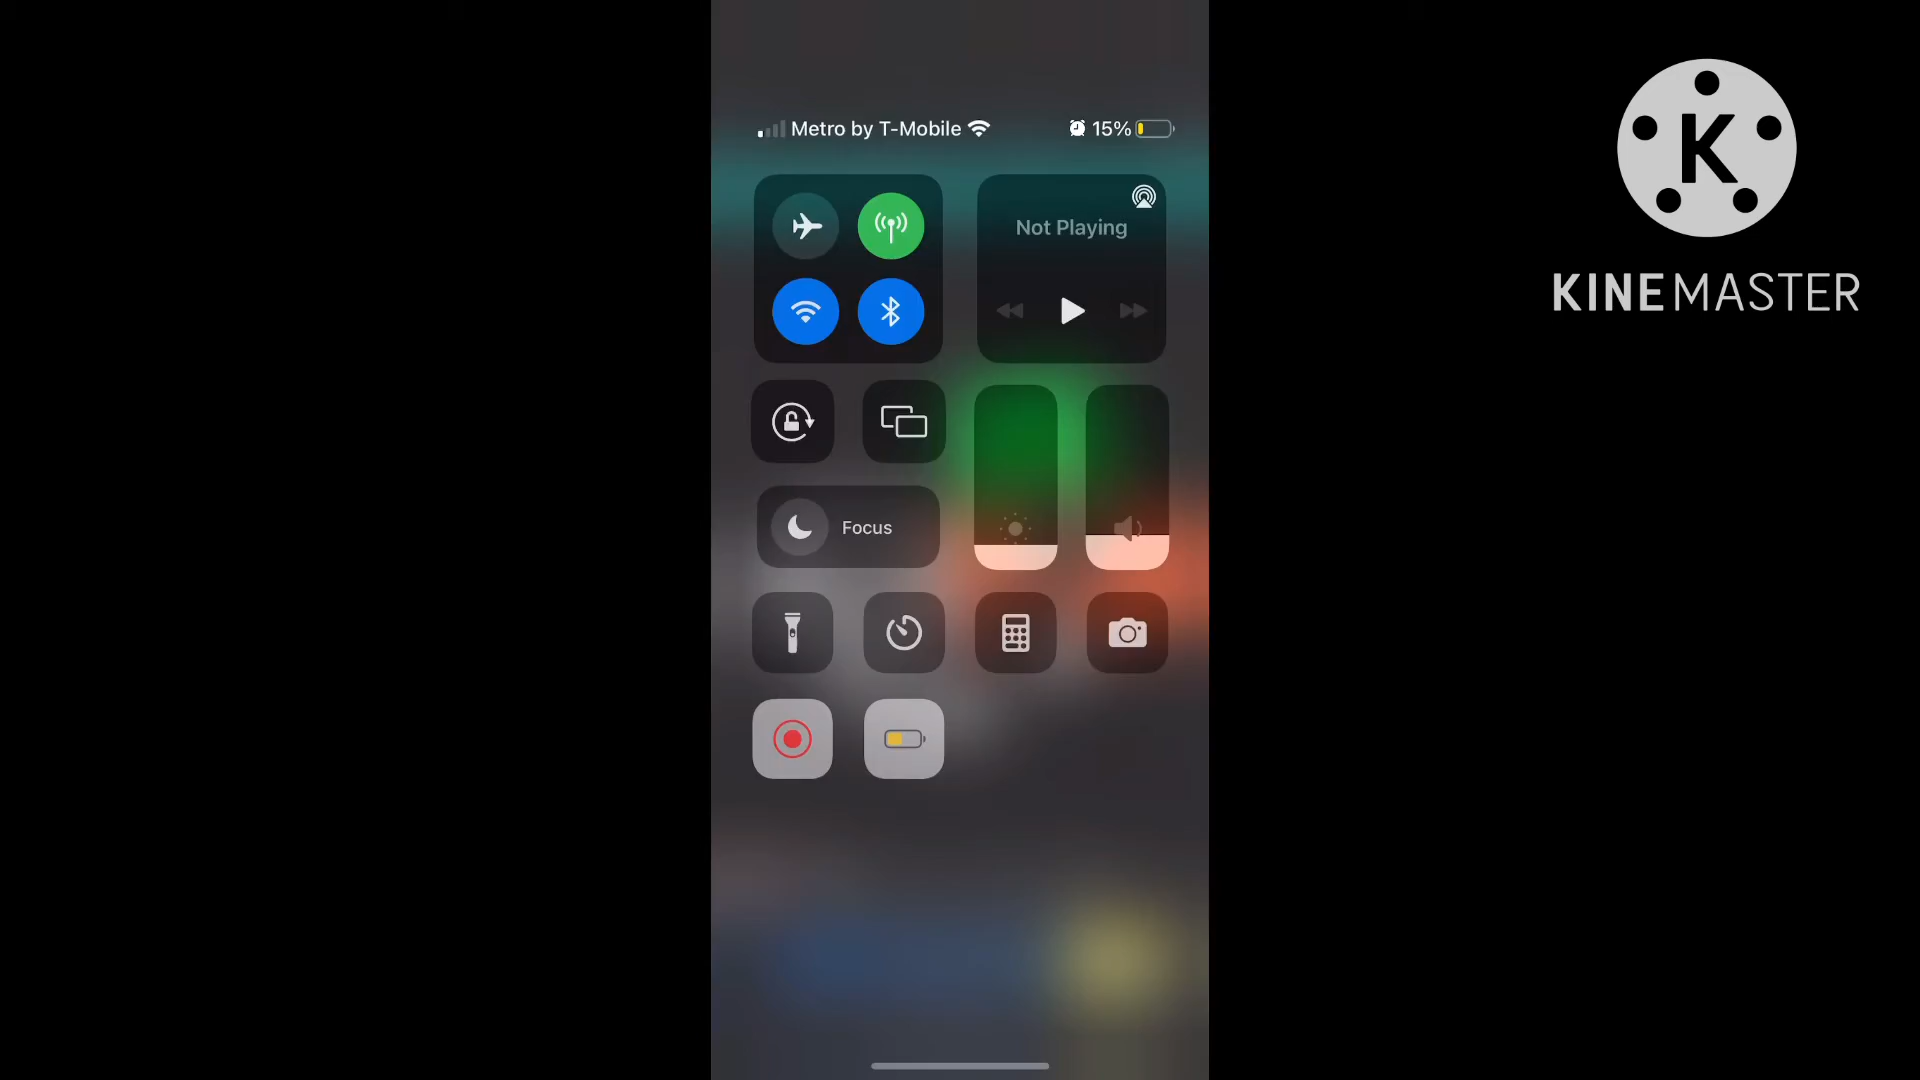 Metro by T-Mobile
15%
Not Playing
Focus
K
KINEMASTER